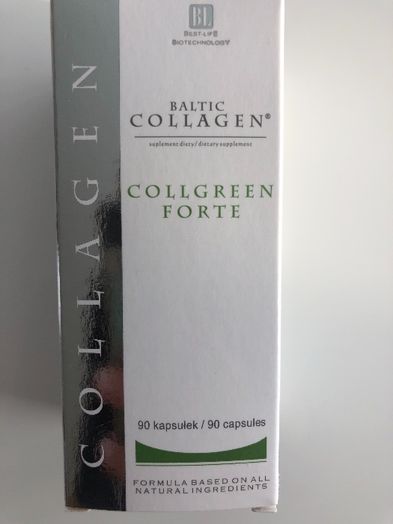 BL
BEST-LIFE
BIOTECHNOLOGY
BALTIC
COLLAGEN®
suplement diety/dietary supplement
COLLGREEN
FORTE
COLLAGEN
90 kapsułek / 90 capsules
FORMULA BASED ON ALL
NATURAL INGREDIENTS